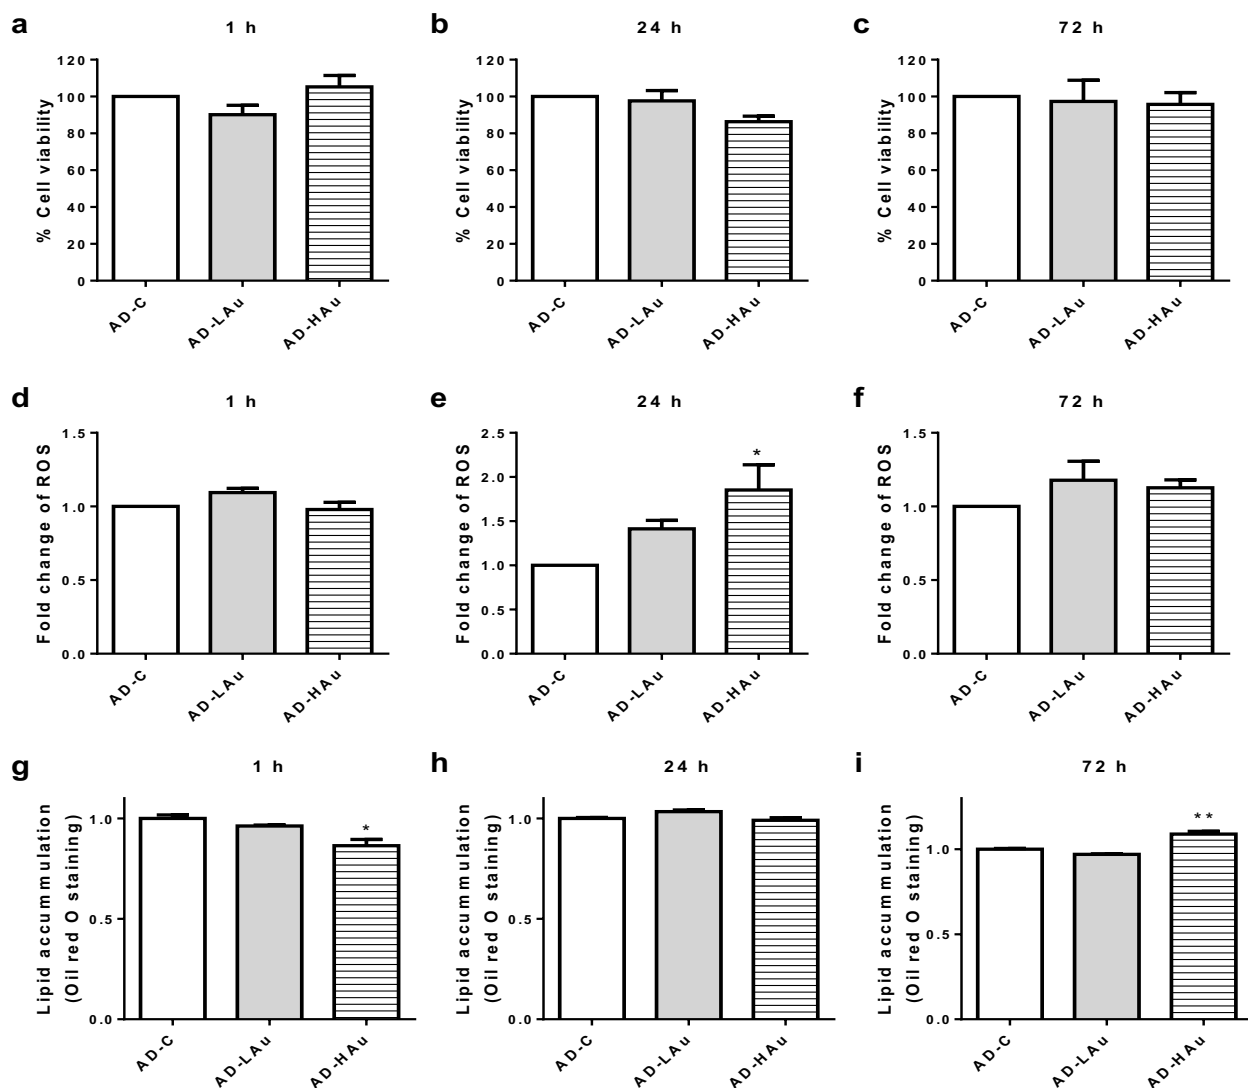 a
1 h
% Cell viability
120
100
80
60
40
20
0
AD-C
AD-LAu
AD-HAu
b
24 h
% Cell viability
120
100
80
60
40
20
0
AD-C
AD-LAu
AD-HAu
c
72 h
% Cell viability
120
100
80
60
40
20
0
AD-C
AD-LAu
AD-HAu
d
1 h
Fold change of ROS
1.5
1.0
0.5
0.0
AD-C
AD-LAu
AD-HAu
e
24 h
Fold change of ROS
2.5
2.0
1.5
1.0
0.5
0.0
*
AD-C
AD-LAu
AD-HAu
f
72 h
Fold change of ROS
1.5
1.0
0.5
0.0
AD-C
AD-LAu
AD-HAu
g
1 h
Lipid accummulation
(Oil red O staining)
1.0
0.5
0.0
*
AD-C
AD-LAu
AD-HAu
h
24 h
Lipid accummulation
(Oil red O staining)
1.0
0.5
0.0
AD-C
AD-LAu
AD-HAu
i
72 h
Lipid accummulation
(Oil red O staining)
1.0
0.5
0.0
**
AD-C
AD-LAu
AD-HAu